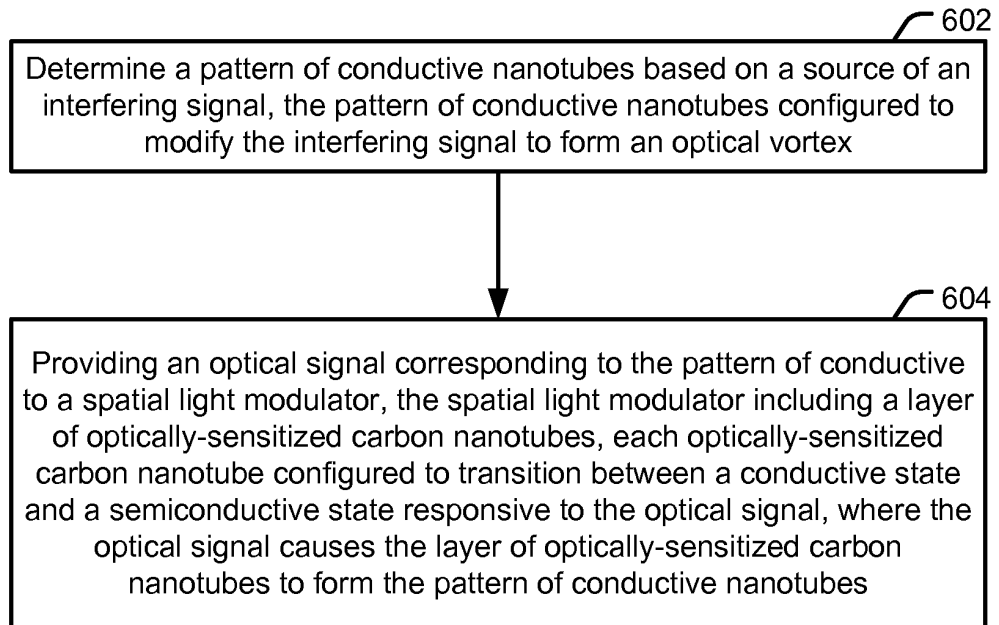 602
Determine a pattern of conductive nanotubes based on a source of an
interfering signal, the pattern of conductive nanotubes configured to
modify the interfering signal to form an optical vortex
604
Providing an optical signal corresponding to the pattern of conductive
to a spatial light modulator, the spatial light modulator including a layer
of optically-sensitized carbon nanotubes, each optically-sensitized
carbon nanotube configured to transition between a conductive state
and a semiconductive state responsive to the optical signal, where the
optical signal causes the layer of optically-sensitized carbon
nanotubes to form the pattern of conductive nanotubes